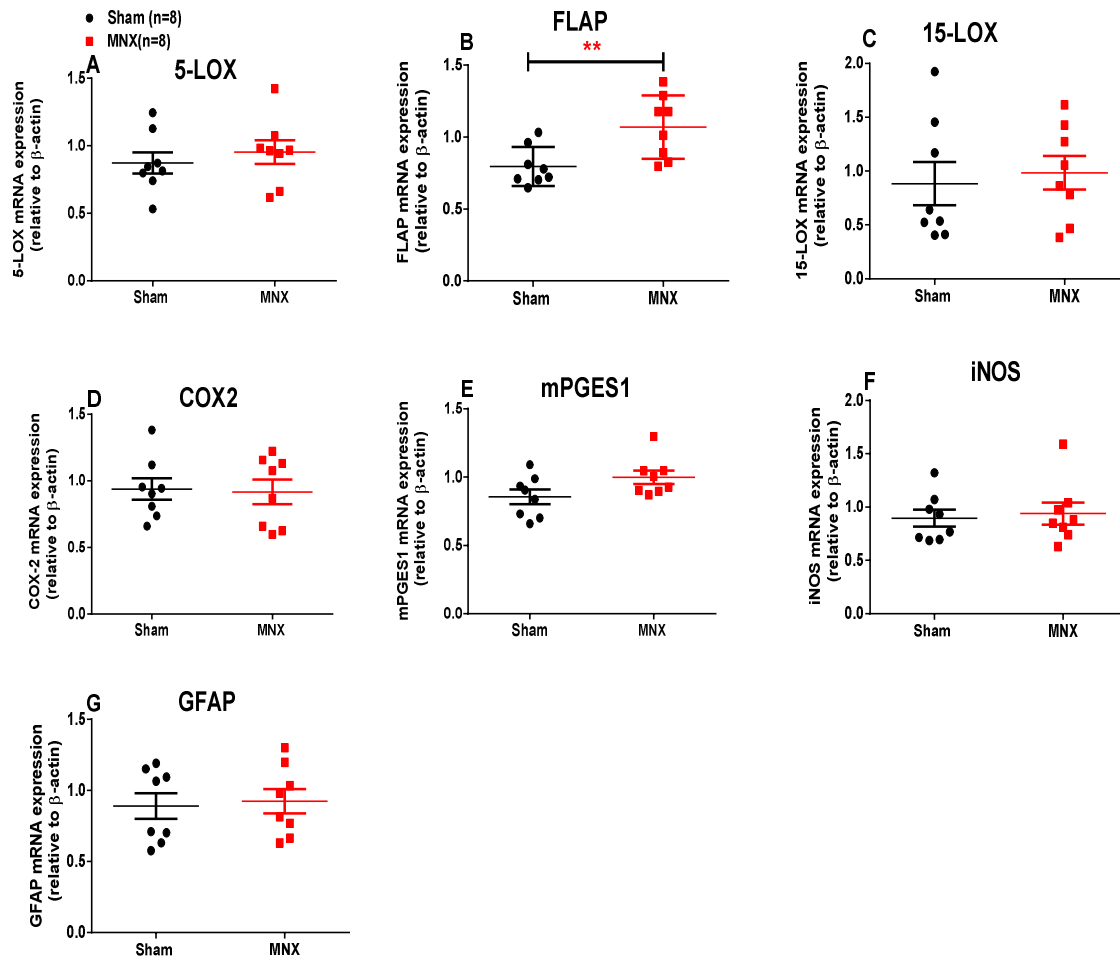 Sham (n=8)
MNX(n=8)
A
5-LOX
5-LOX mRNA expression
(relative to β-actin)
1.5
1.0
0.5
0.0
Sham MNX
B
FLAP
**
FLAP mRNA expression
(relative to β-actin)
1.5
1.0
0.5
0.0
Sham MNX
C
15-LOX
15-LOX mRNA expression
(relative to β-actin)
2.0
1.5
1.0
0.5
0.0
Sham MNX
D
COX2
COX-2 mRNA expression
(relative to β-actin)
1.5
1.0
0.5
0.0
Sham MNX
E
mPGES1
mPGES1 mRNA expression
(relative to β-actin)
1.5
1.0
0.5
0.0
Sham MNX
F
iNOS
iNOS mRNA expression
(relative to β-actin)
2.0
1.5
1.0
0.5
0.0
Sham MNX
G
GFAP
GFAP mRNA expression
(relative to β-actin)
1.5
1.0
0.5
0.0
Sham MNX